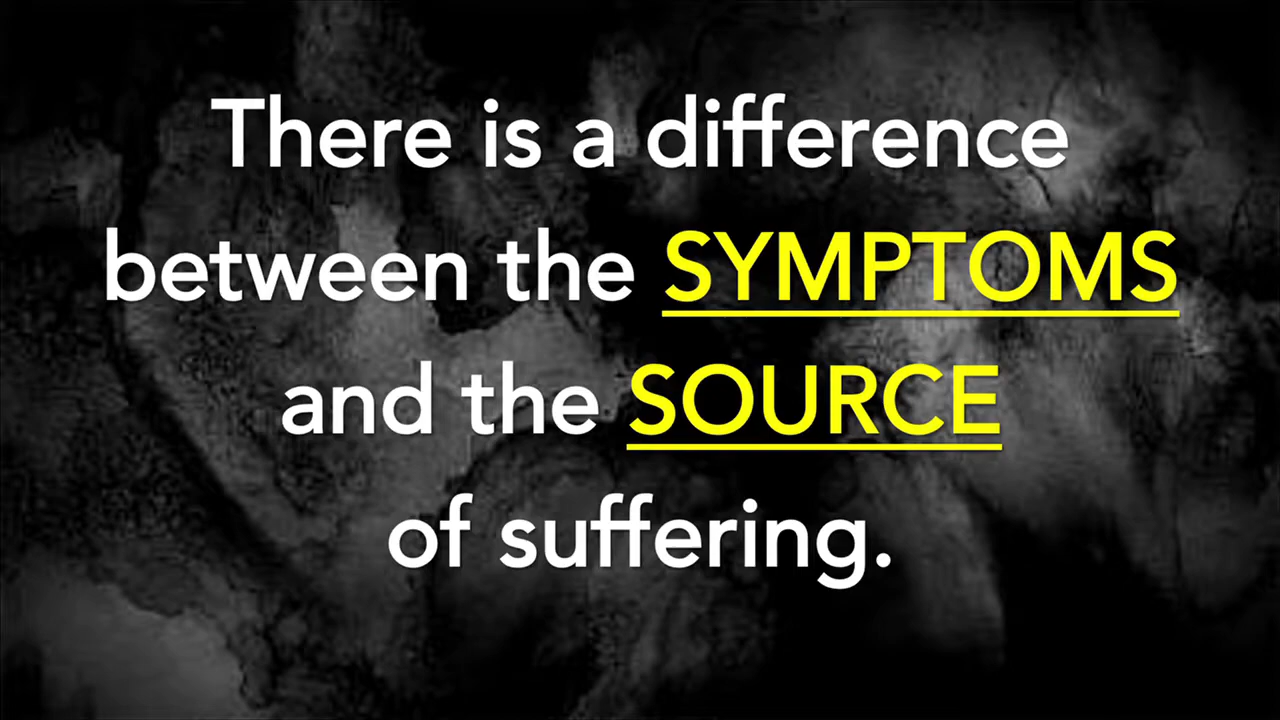 There is a difference
between the SYMPTOMS
and the SOURCE
of suffering.